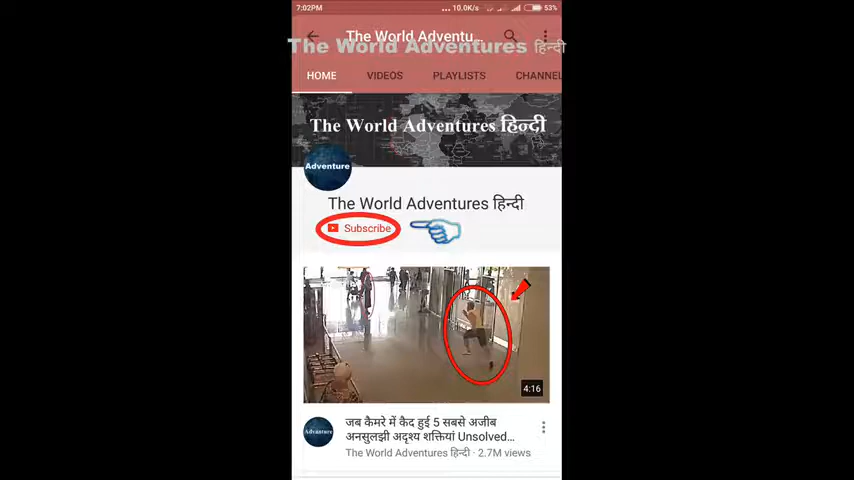 7:02PM
... 10.0K/s
53%
The World Adventu...
The World Adventures हिन्दी
HOME VIDEOS PLAYLISTS CHANNEL
The World Adventures हिन्दी
Adventure
The World Adventures हिन्दी
Subscribe
4:16
Adventure
जब कैमरे में कैद हुई 5 सबसे अजीब
अनसुलझी अदृश्य शक्तियां Unsolved...
The World Adventures हिन्दी · 2.7M views